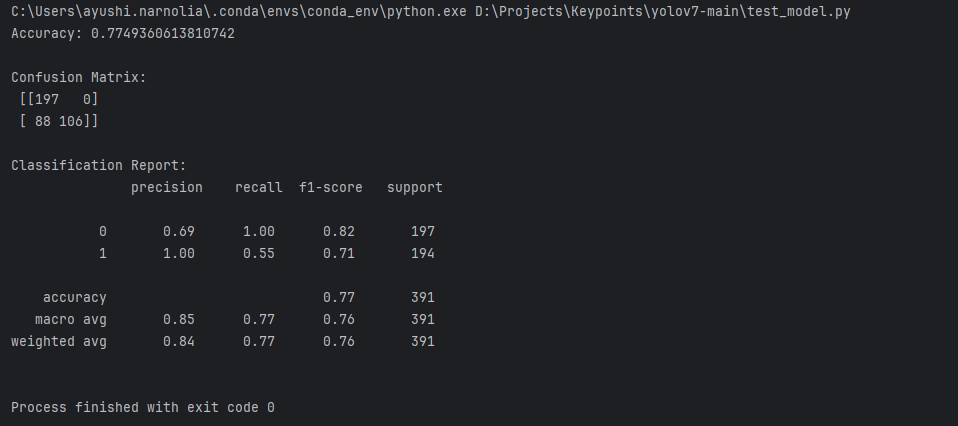 C:\Users\ayushi.narnolia\.conda\envs\conda_env\python.exe D:\Projects\Keypoints\yolov7-main\test_model.py
Accuracy: 0.7749360613810742
Confusion Matrix:
[[197   0]
[ 88 106]]
Classification Report:
precision    recall  f1-score   support
0       0.69      1.00      0.82       197
1       1.00      0.55      0.71       194
accuracy                           0.77       391
macro avg       0.85      0.77      0.76       391
weighted avg       0.84      0.77      0.76       391
Process finished with exit code 0